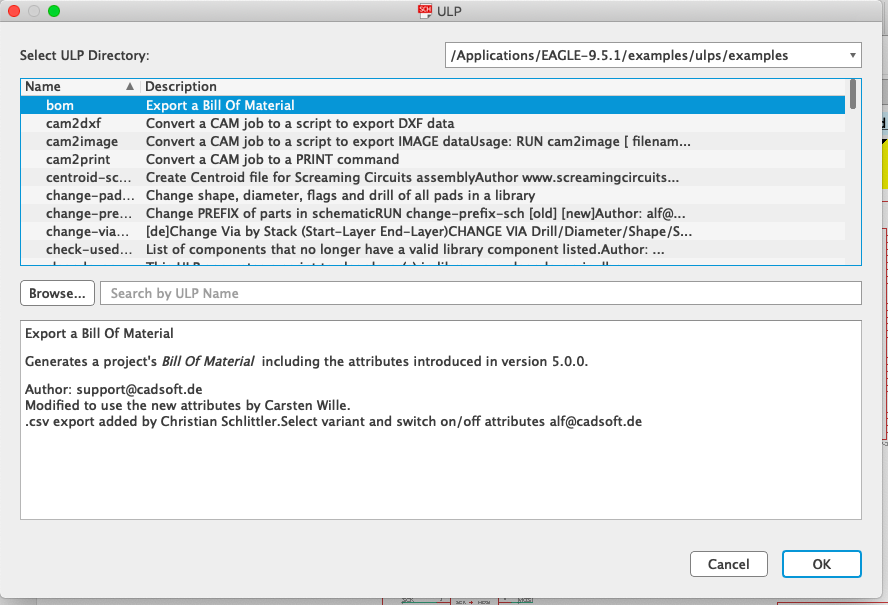 SCH ULP
Select ULP Directory:
/Applications/EAGLE-9.5.1/examples/ulps/examples
Name Description
bom Export a Bill Of Material
cam2dxf Convert a CAM job to a script to export DXF data
cam2image Convert a CAM job to a script to export IMAGE dataUsage: RUN cam2image [ filenam...
cam2print Convert a CAM job to a PRINT command
centroid-sc... Create Centroid file for Screaming Circuits assemblyAuthor www.screamingcircuits...
change-pad... Change shape, diameter, flags and drill of all pads in a library
change-pre... Change PREFIX of parts in schematicRUN change-prefix-sch [old] [new]Author: alf@...
change-via... [de]Change Via by Stack (Start-Layer End-Layer)CHANGE VIA Drill/Diameter/Shape/S...
check-used... List of components that no longer have a valid library component listed.Author: ...
Browse... Search by ULP Name
Export a Bill Of Material
Generates a project's Bill Of Material including the attributes introduced in version 5.0.0.
Author: support@cadsoft.de
Modified to use the new attributes by Carsten Wille.
.csv export added by Christian Schlittler.Select variant and switch on/off attributes alf@cadsoft.de
Cancel OK